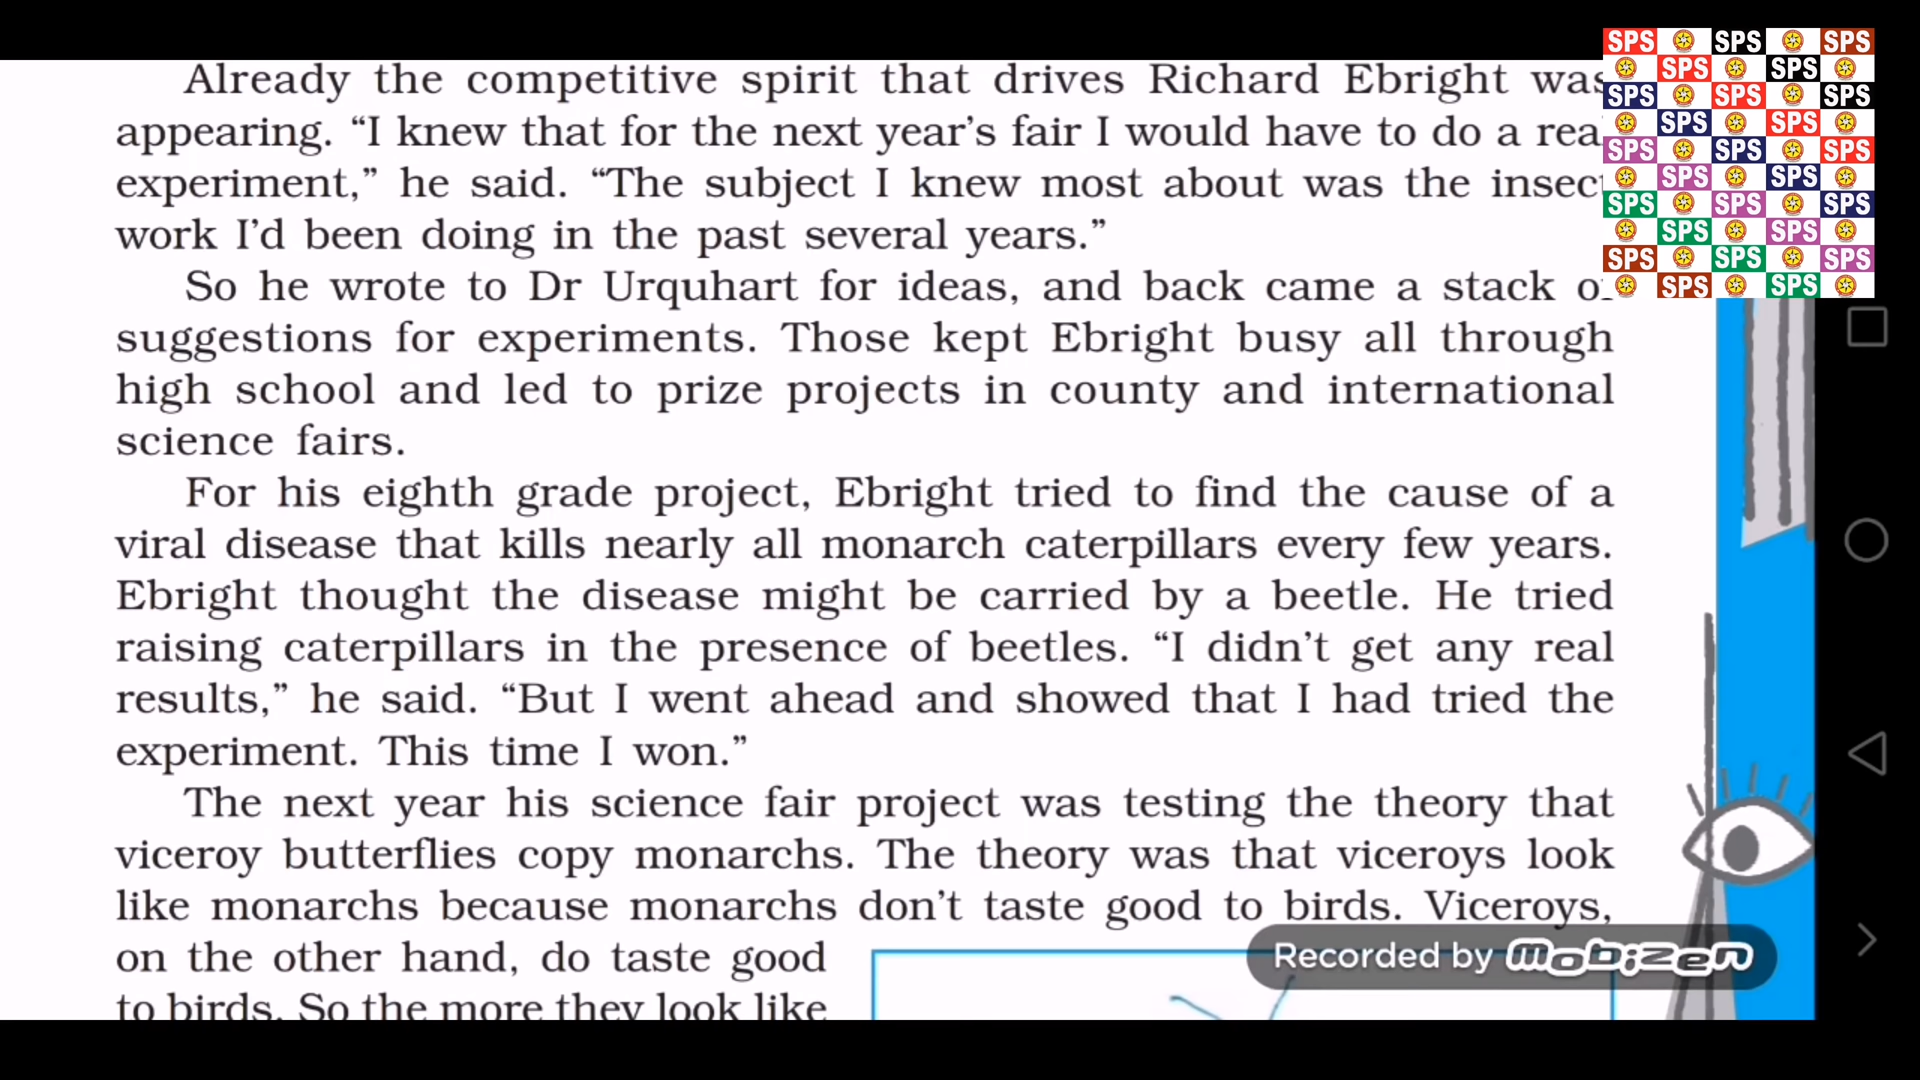 Already the competitive spirit that drives Richard Ebright was
appearing. “I knew that for the next year’s fair I would have to do a rea
experiment,” he said. “The subject I knew most about was the insect
work I’d been doing in the past several years.”
So he wrote to Dr Urquhart for ideas, and back came a stack of
suggestions for experiments. Those kept Ebright busy all through
high school and led to prize projects in county and international
science fairs.
For his eighth grade project, Ebright tried to find the cause of a
viral disease that kills nearly all monarch caterpillars every few years.
Ebright thought the disease might be carried by a beetle. He tried
raising caterpillars in the presence of beetles. “I didn’t get any real
results,” he said. “But I went ahead and showed that I had tried the
experiment. This time I won.”
The next year his science fair project was testing the theory that
viceroy butterflies copy monarchs. The theory was that viceroys look
like monarchs because monarchs don’t taste good to birds. Viceroys,
on the other hand, do taste good
to birds. So the more they look like
SPS SPS SPS
SPS SPS
SPS SPS SPS
SPS SPS
SPS SPS SPS
SPS SPS
SPS SPS SPS
SPS SPS
SPS SPS SPS
SPS SPS
Recorded by mobizen